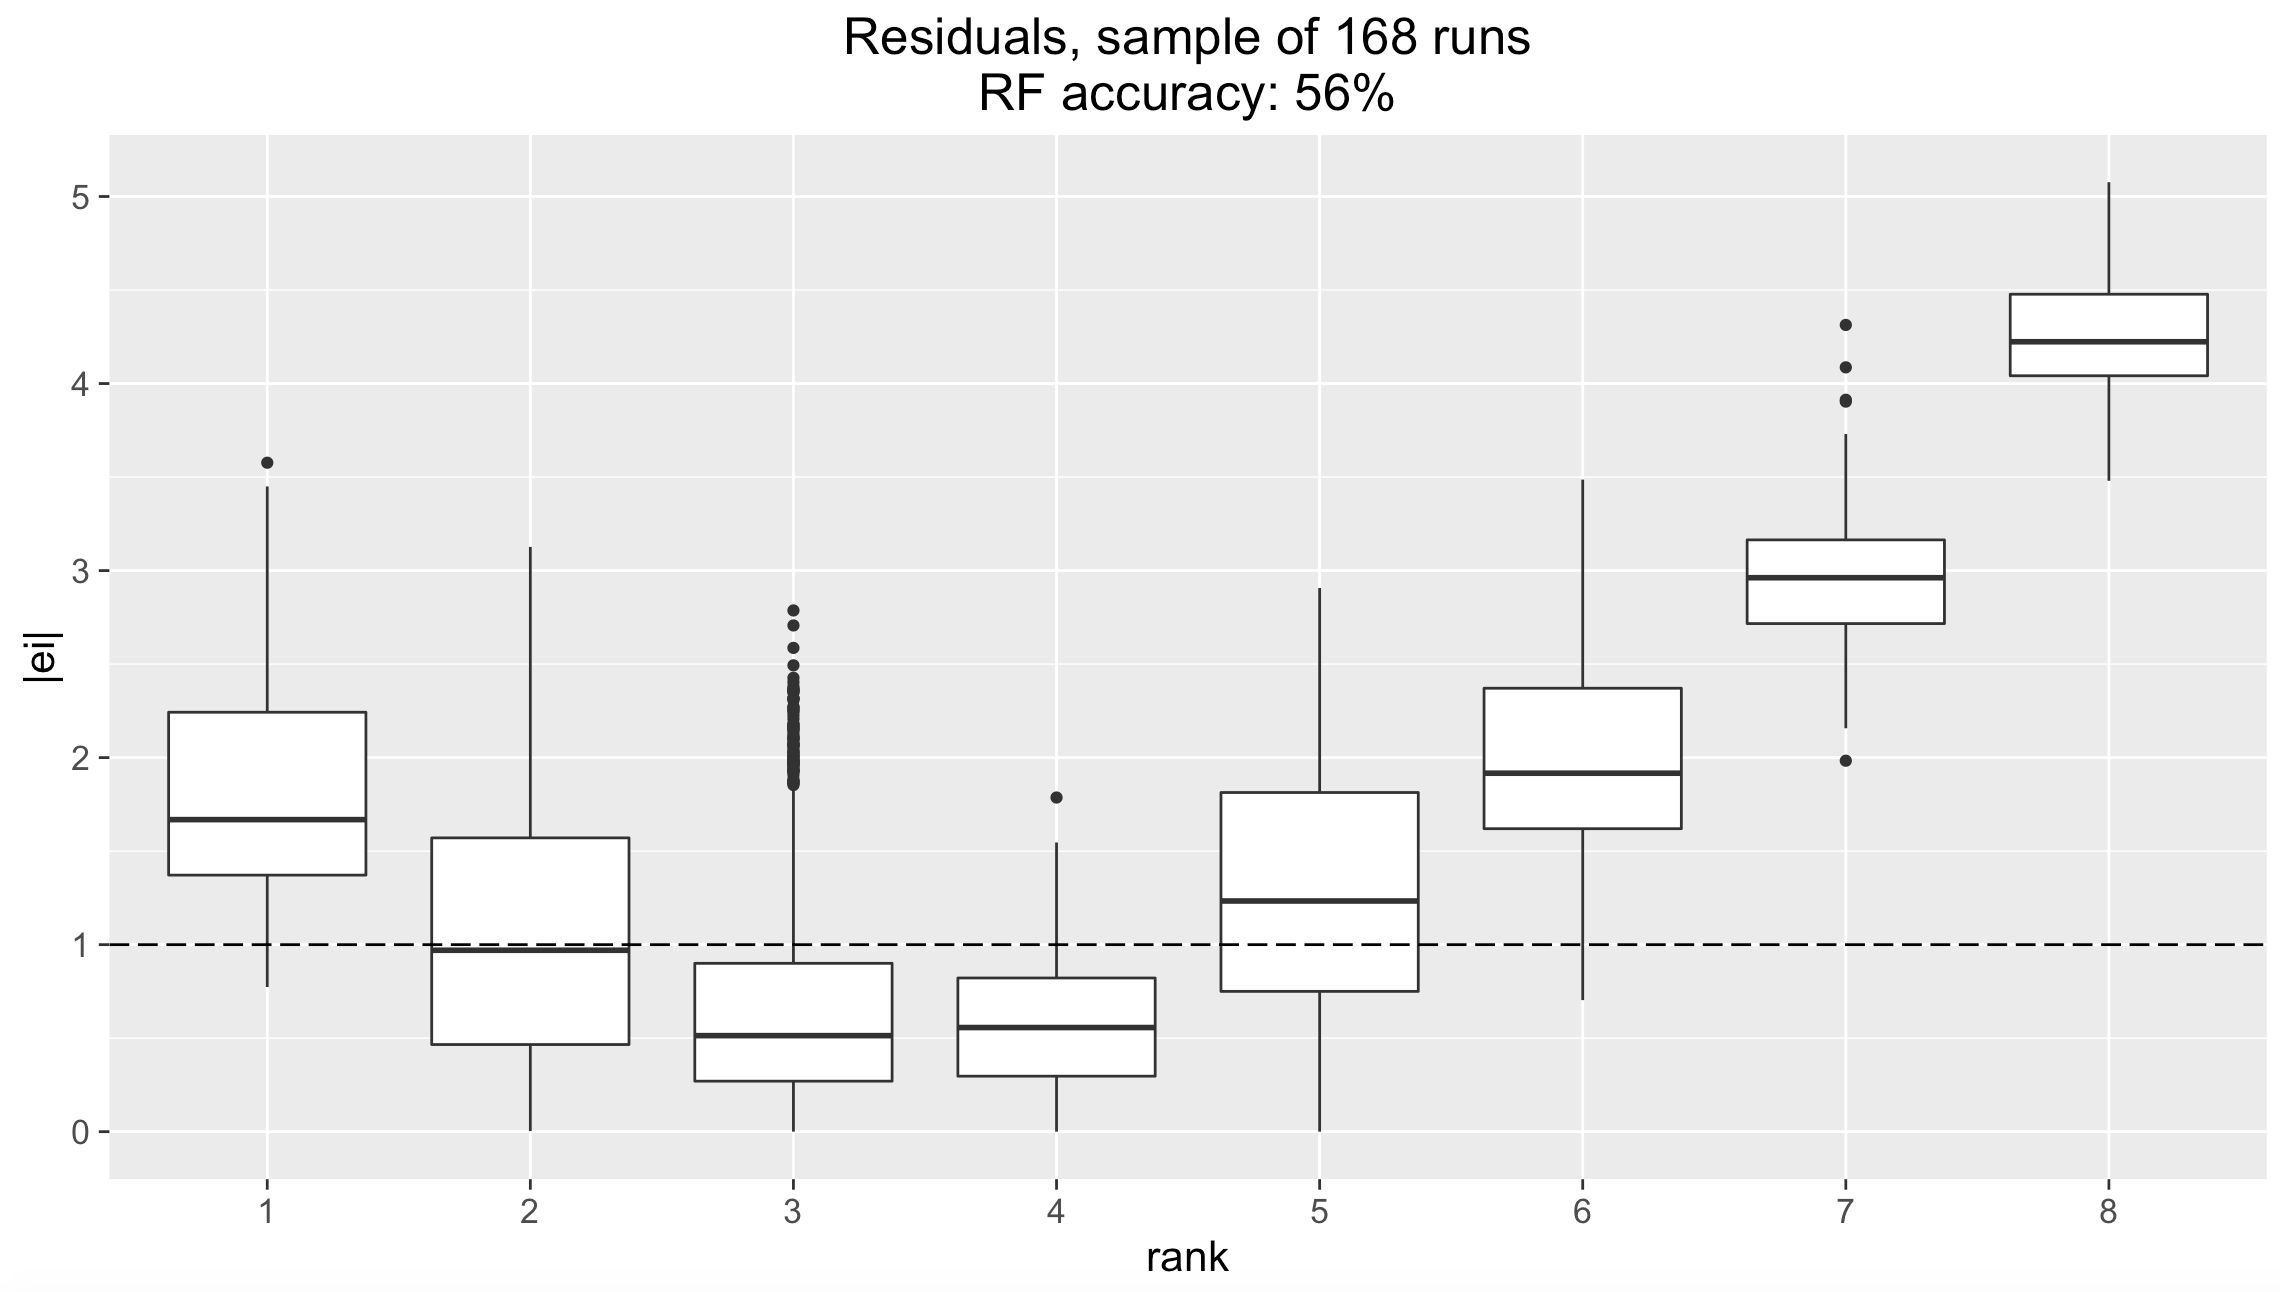 Residuals, sample of 168 runs
RF accuracy: 56%
5
4
3
2
1
0
|ei|
1 2 3 4 5 6 7 8
rank